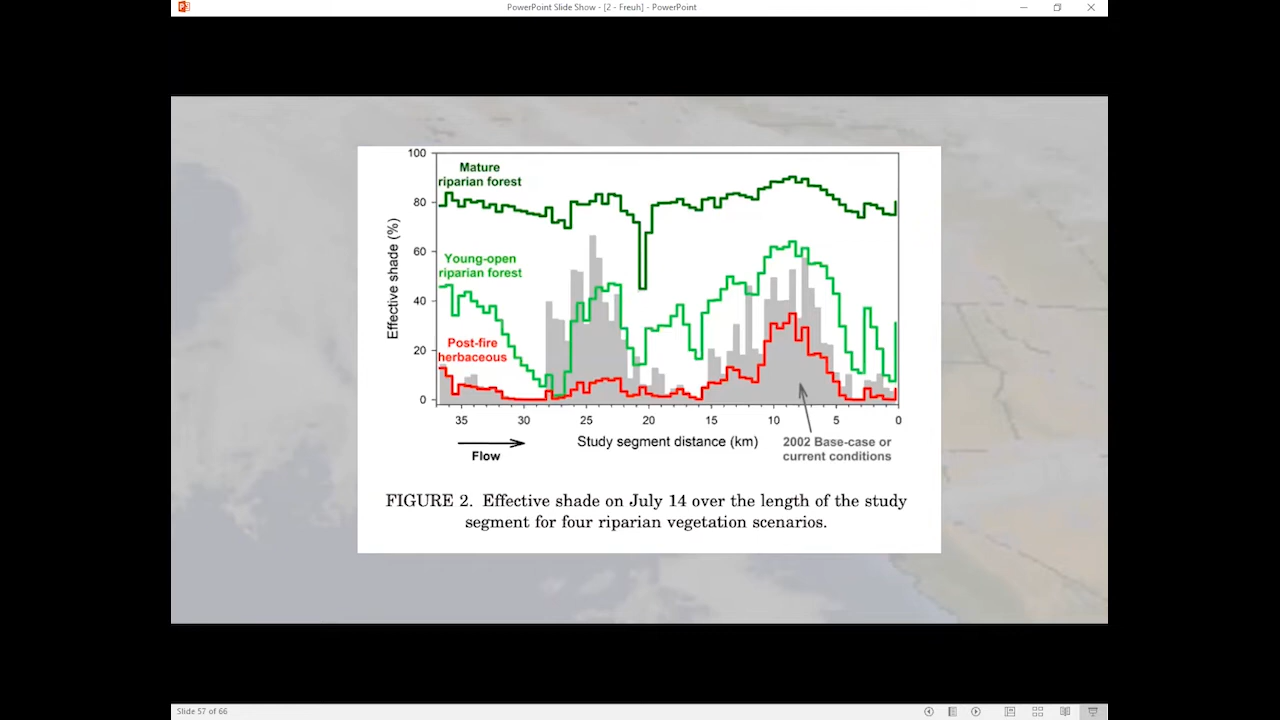 PowerPoint Slide Show - [2 - Freuh] - PowerPoint
100
80
60
40
20
0
Effective shade (%)
Mature
riparian forest
Young-open
riparian forest
Post-fire
herbaceous
35
30
25
20
15
10
5
0
Study segment distance (km)
Flow
2002 Base-case or
current conditions
FIGURE 2. Effective shade on July 14 over the length of the study
segment for four riparian vegetation scenarios.
Slide 57 of 66